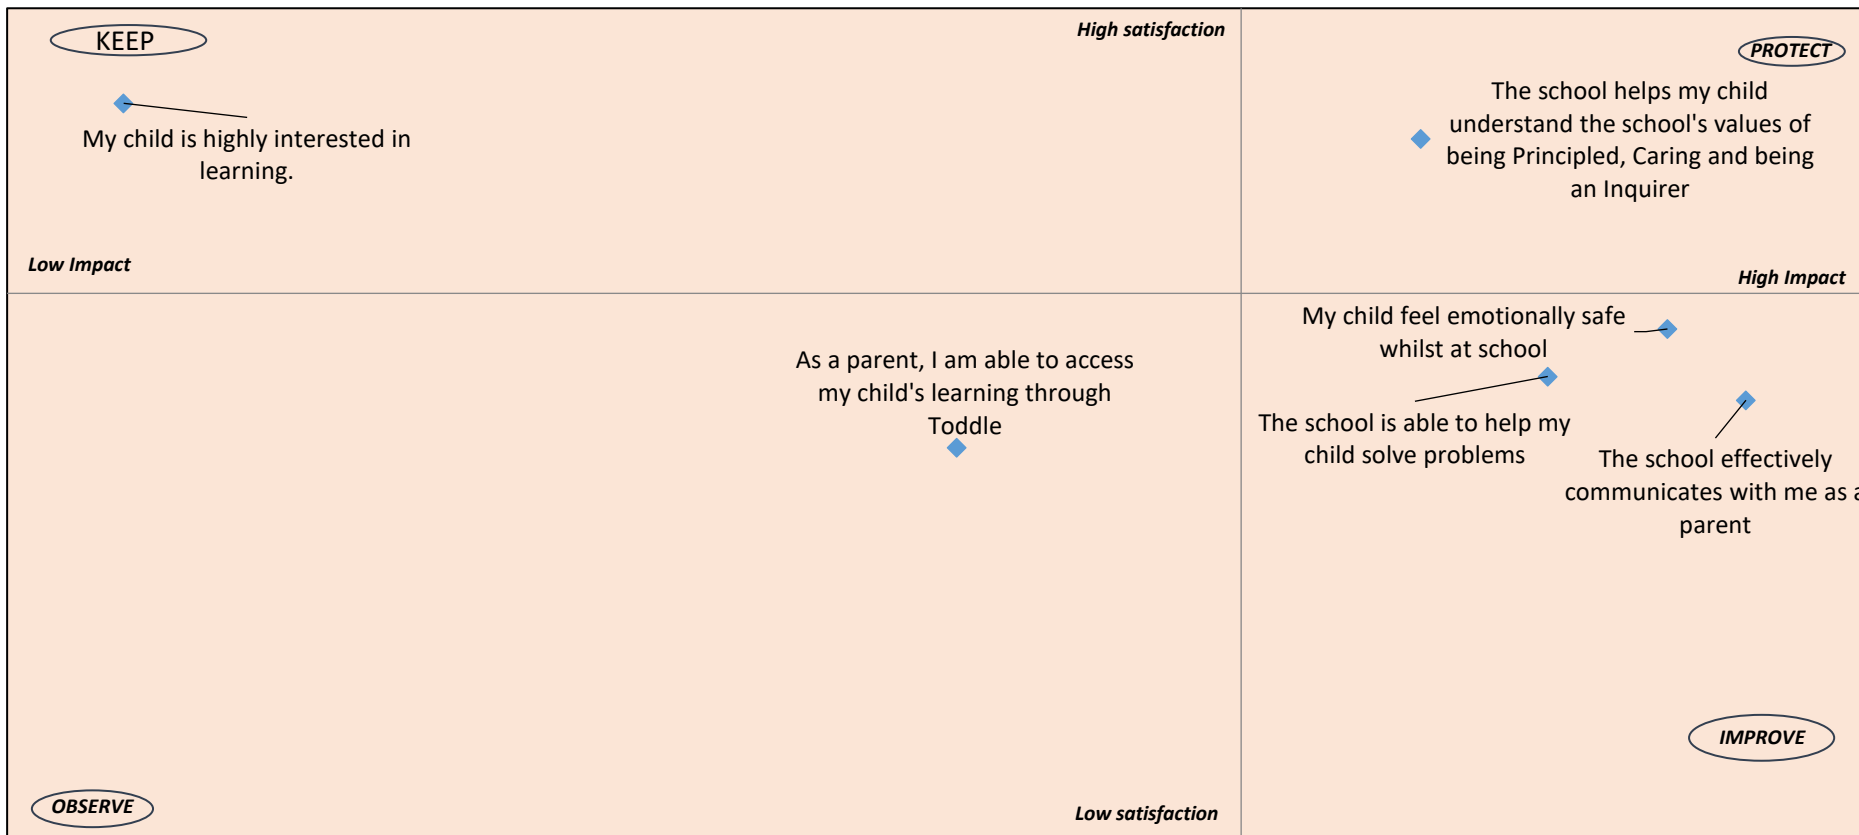 KEEP
High satisfaction
PROTECT
My child is highly interested in
learning.
The school helps my child
understand the school's values of
being Principled, Caring and being
an Inquirer
Low Impact
High Impact
My child feel emotionally safe
whilst at school
As a parent, I am able to access
my child's learning through
Toddle
The school is able to help my
child solve problems
The school effectively
communicates with me as a
parent
IMPROVE
OBSERVE
Low satisfaction